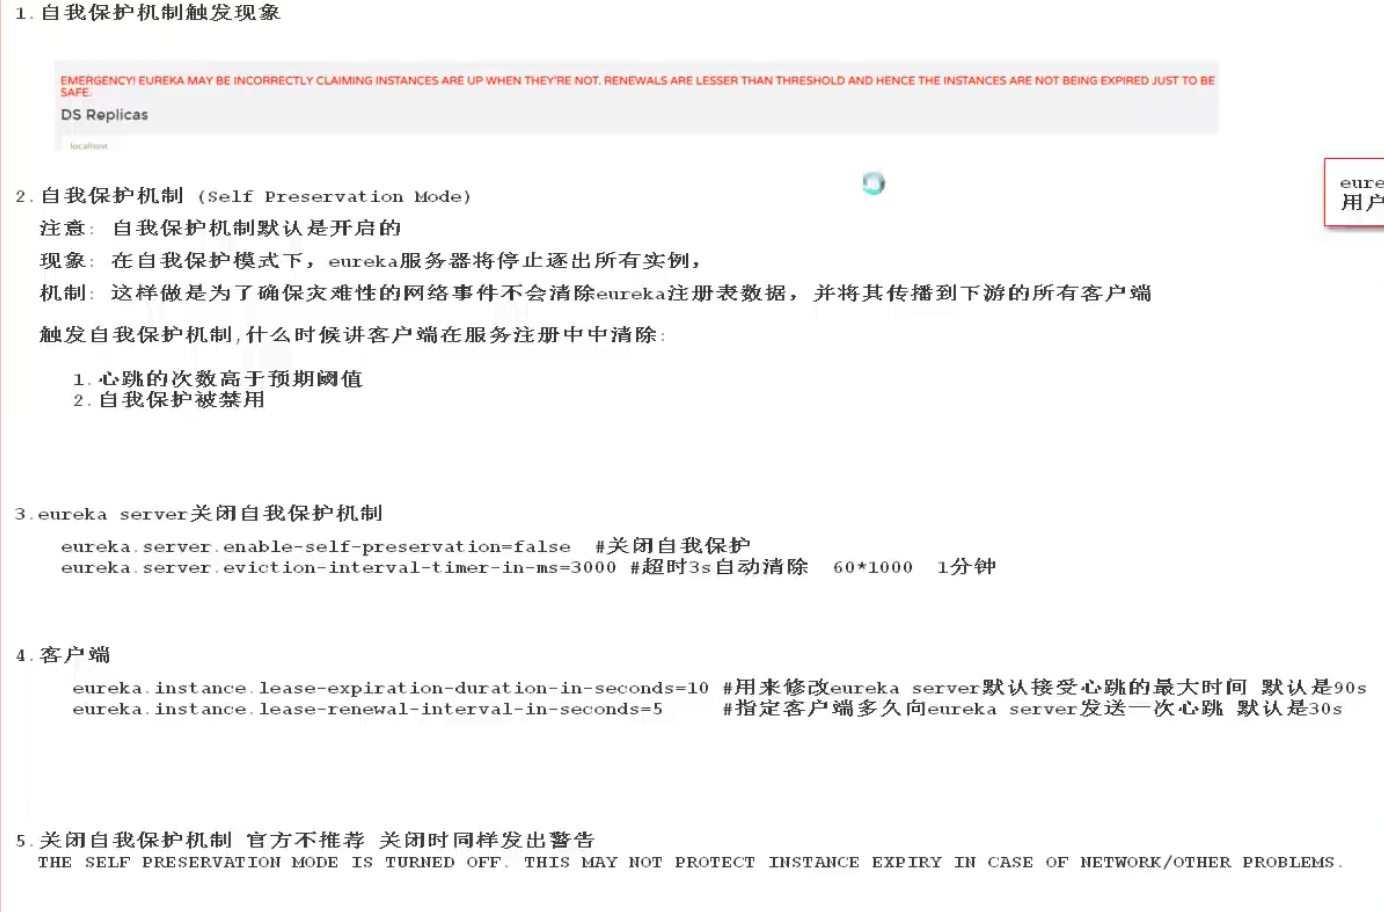 1.自我保护机制触发现象
EMERGENCY! EUREKA MAY BE INCORRECTLY CLAIMING INSTANCES ARE UP WHEN THEY'RE NOT. RENEWALS ARE LESSER THAN THRESHOLD AND HENCE THE INSTANCES ARE NOT BEING EXPIRED JUST TO BE
SAFE.
DS Replicas
localhost
eure
用户
2.自我保护机制 (Self Preservation Mode)
注意: 自我保护机制默认是开启的
现象: 在自我保护模式下，eureka服务器将停止逐出所有实例，
机制: 这样做是为了确保灾难性的网络事件不会清除eureka注册表数据，并将其传播到下游的所有客户端
触发自我保护机制,什么时候讲客户端在服务注册中中清除:
1.心跳的次数高于预期阈值
2.自我保护被禁用
3.eureka server关闭自我保护机制
eureka.server.enable-self-preservation=false #关闭自我保护
eureka.server.eviction-interval-timer-in-ms=3000 #超时3s自动清除 60*1000 1分钟
4.客户端
eureka.instance.lease-expiration-duration-in-seconds=10 #用来修改eureka server默认接受心跳的最大时间 默认是90s
eureka.instance.lease-renewal-interval-in-seconds=5 #指定客户端多久向eureka server发送一次心跳 默认是30s
5.关闭自我保护机制 官方不推荐 关闭时同样发出警告
THE SELF PRESERVATION MODE IS TURNED OFF. THIS MAY NOT PROTECT INSTANCE EXPIRY IN CASE OF NETWORK/OTHER PROBLEMS.